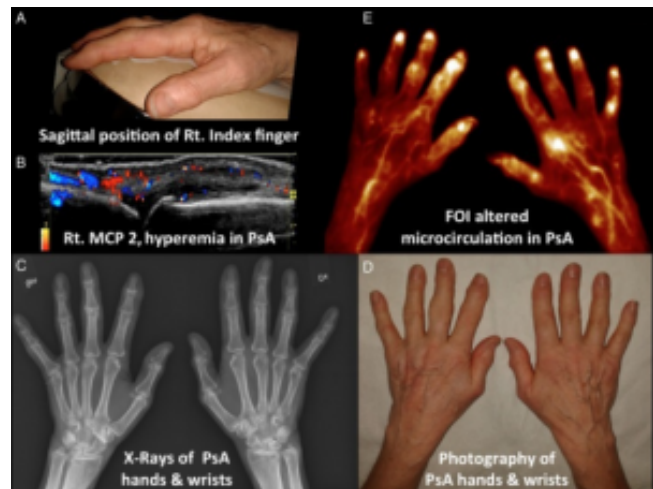 A
Sagittal position of Rt. Index finger
B
Rt. MCP 2, hyperemia in PsA
E
FOI altered
microcirculation in PsA
C
X-Rays of PsA
hands & wrists
D
Photography of
PsA hands & wrists